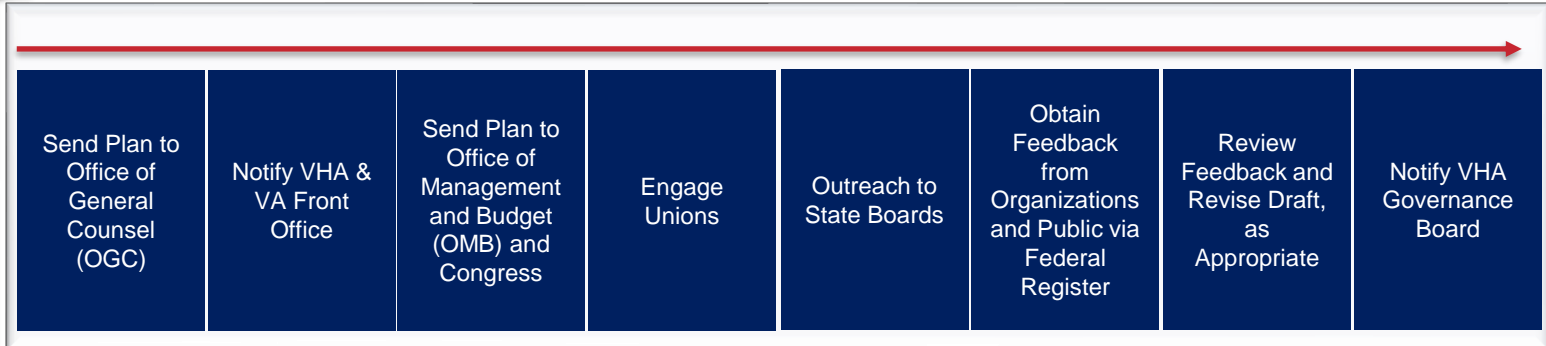 Send Plan to
Office of
General
Counsel
(OGC)
Notify VHA &
VA Front
Office
Send Plan to
Office of
Management
and Budget
(OMB) and
Congress
Engage
Unions
Outreach to
State Boards
Obtain
Feedback
from
Organizations
and Public via
Federal
Register
Review
Feedback and
Revise Draft,
as
Appropriate
Notify VHA
Governance
Board